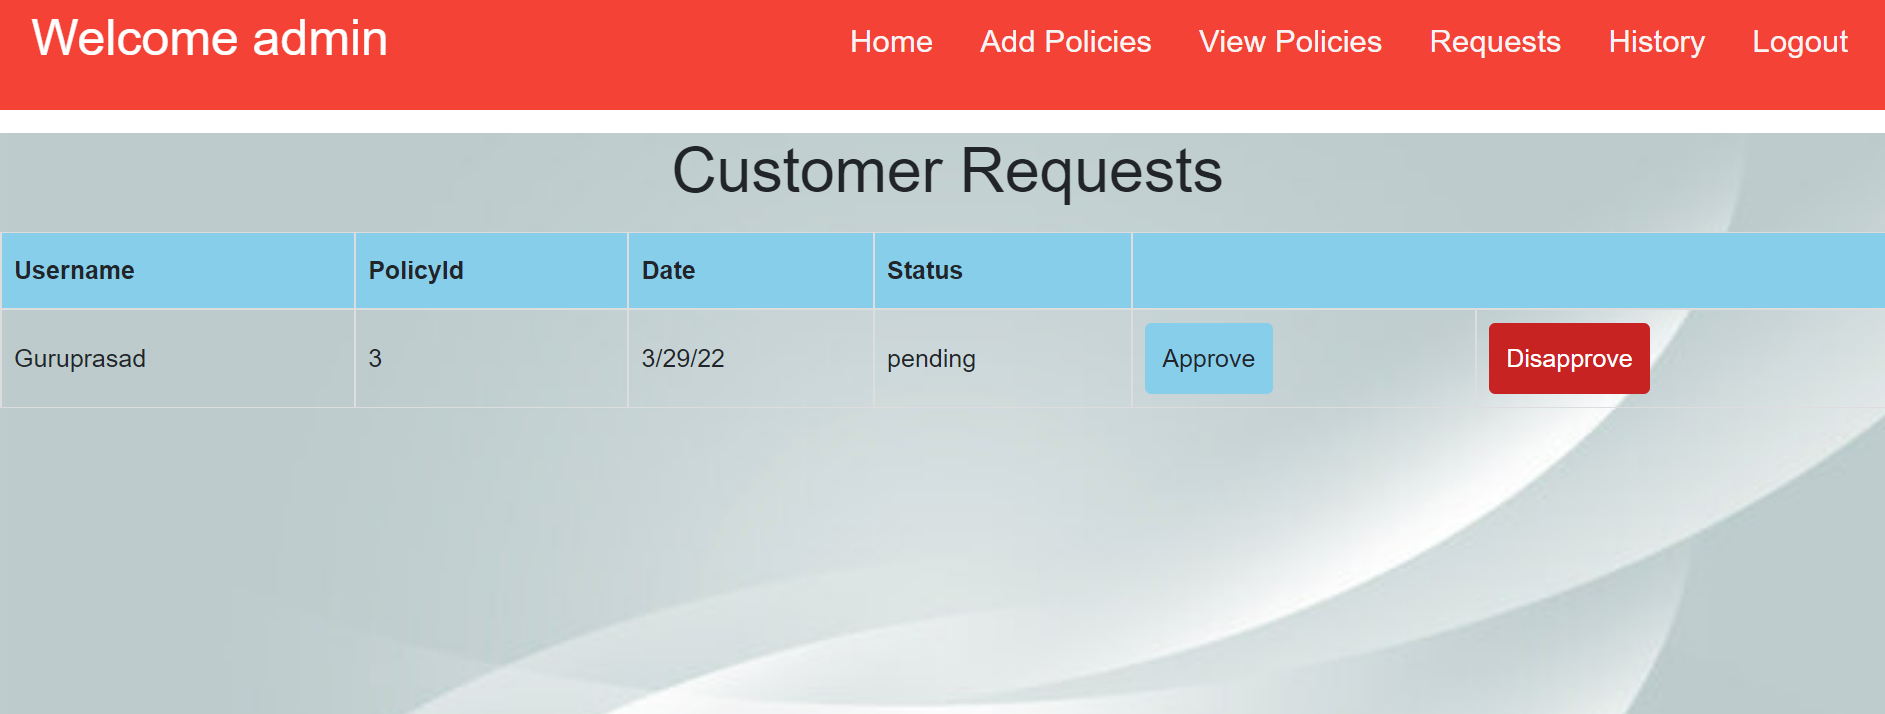 Welcome admin Home Add Policies View Policies Requests History Logout
Customer Requests
Username PolicyId Date Status
Guruprasad 3 3/29/22 pending Approve Disapprove